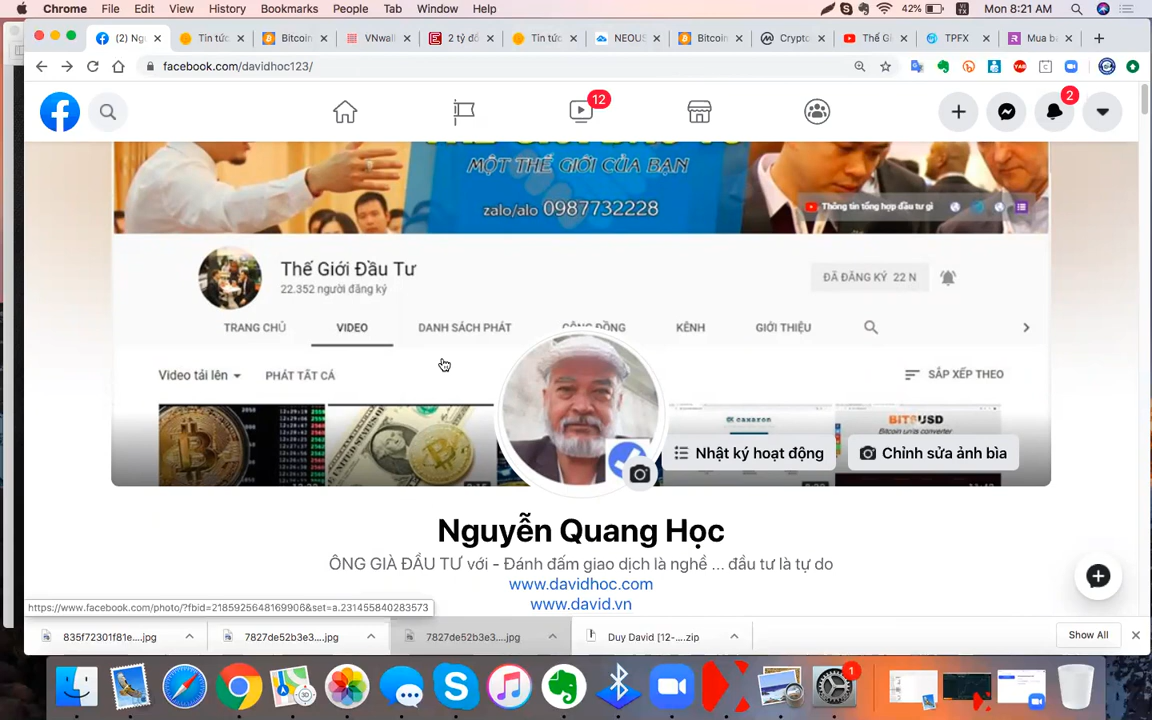 Chrome File Edit View History Bookmarks People Tab Window Help 42% Mon 8:21 AM
(2) Ng Tin tức Bitcoin VNwall 2 tỷ đô Tin tức NEOUS Bitcoin Crypto Thế Gi TPFX Mua b
facebook.com/davidhoc123/
12
2
MỘT THẾ GIỚI CỦA BẠN
zalo/alo 0987732228
Thông tin tổng hợp đầu tư gì
Thế Giới Đầu Tư
22.352 người đăng ký
ĐÃ ĐĂNG KÝ 22 N
TRANG CHỦ VIDEO DANH SÁCH PHÁT CỘNG ĐỒNG KÊNH GIỚI THIỆU
Video tải lên PHÁT TẤT CẢ SẮP XẾP THEO
BITSUSD
Nhật ký hoạt động Chỉnh sửa ảnh bìa
Nguyễn Quang Học
ÔNG GIÀ ĐẦU TƯ với - Đánh đấm giao dịch là nghề ... đầu tư là tự do
www.davidhoc.com
www.david.vn
https://www.facebook.com/photo/?fbid=2185925648169906&set=a.231455840283573
835f72301f81e....jpg 7827de52b3e3....jpg 7827de52b3e3....jpg Duy David [12-....zip Show All
1